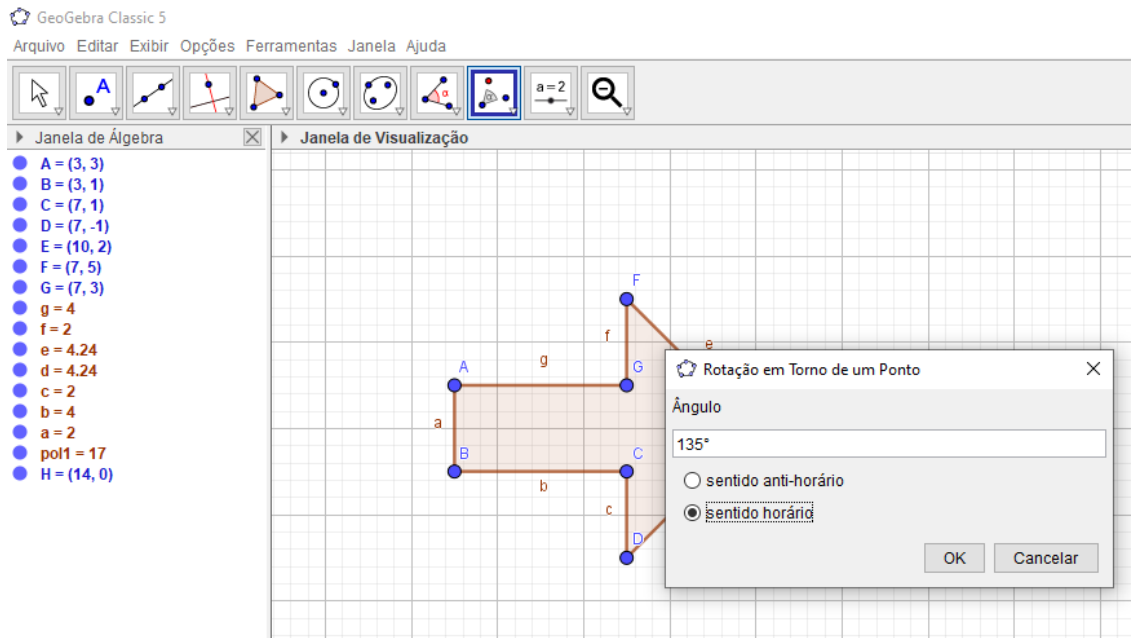 GeoGebra Classic 5
Arquivo Editar Exibir Opções Ferramentas Janela Ajuda
A
α
a=2
Janela de Álgebra
Janela de Visualização
A = (3, 3)
B = (3, 1)
C = (7, 1)
D = (7, -1)
E = (10, 2)
F = (7, 5)
G = (7, 3)
g = 4
f = 2
e = 4.24
d = 4.24
c = 2
b = 4
a = 2
pol1 = 17
H = (14, 0)
F
f
e
A
g
G
a
B
C
b
c
D
Rotação em Torno de um Ponto
Ângulo
135°
sentido anti-horário
sentido horário
OK Cancelar